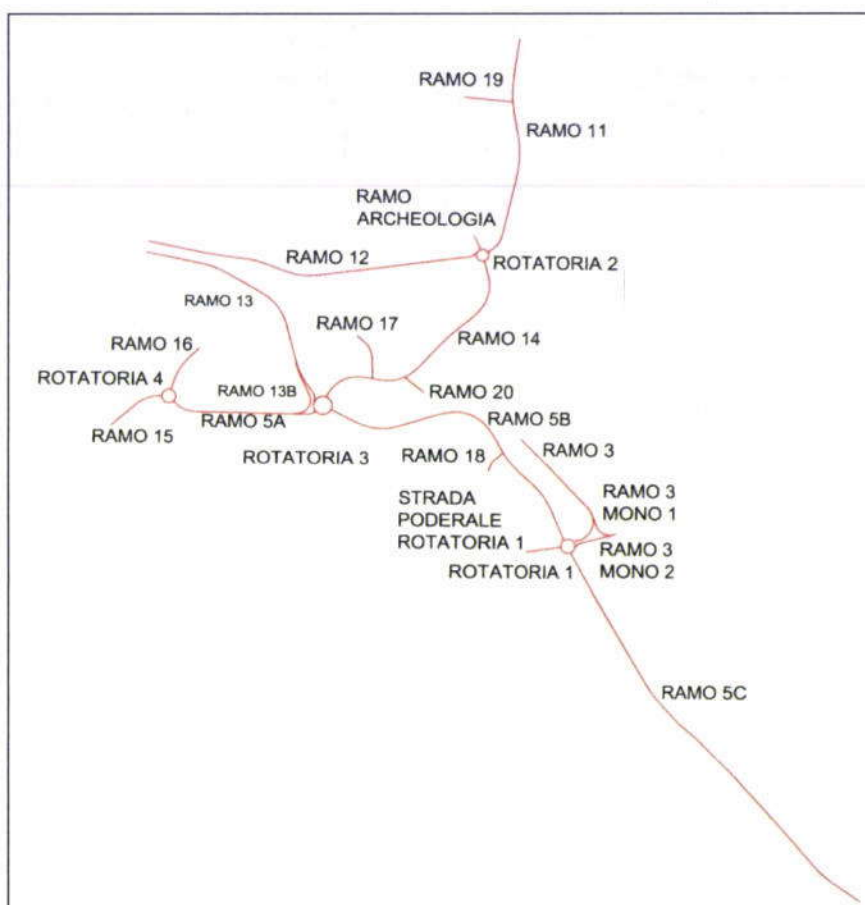 RAMO 19
RAMO 11
RAMO
ARCHEOLOGIA
RAMO 12
ROTATORIA 2
RAMO 13
RAMO 17
RAMO 14
RAMO 16
ROTATORIA 4
RAMO 13B
RAMO 20
RAMO 15
RAMO 5A
RAMO 5B
ROTATORIA 3
RAMO 18
RAMO 3
STRADA
PODERALE
ROTATORIA 1
RAMO 3
MONO 1
ROTATORIA 1
RAMO 3
MONO 2
RAMO 5C